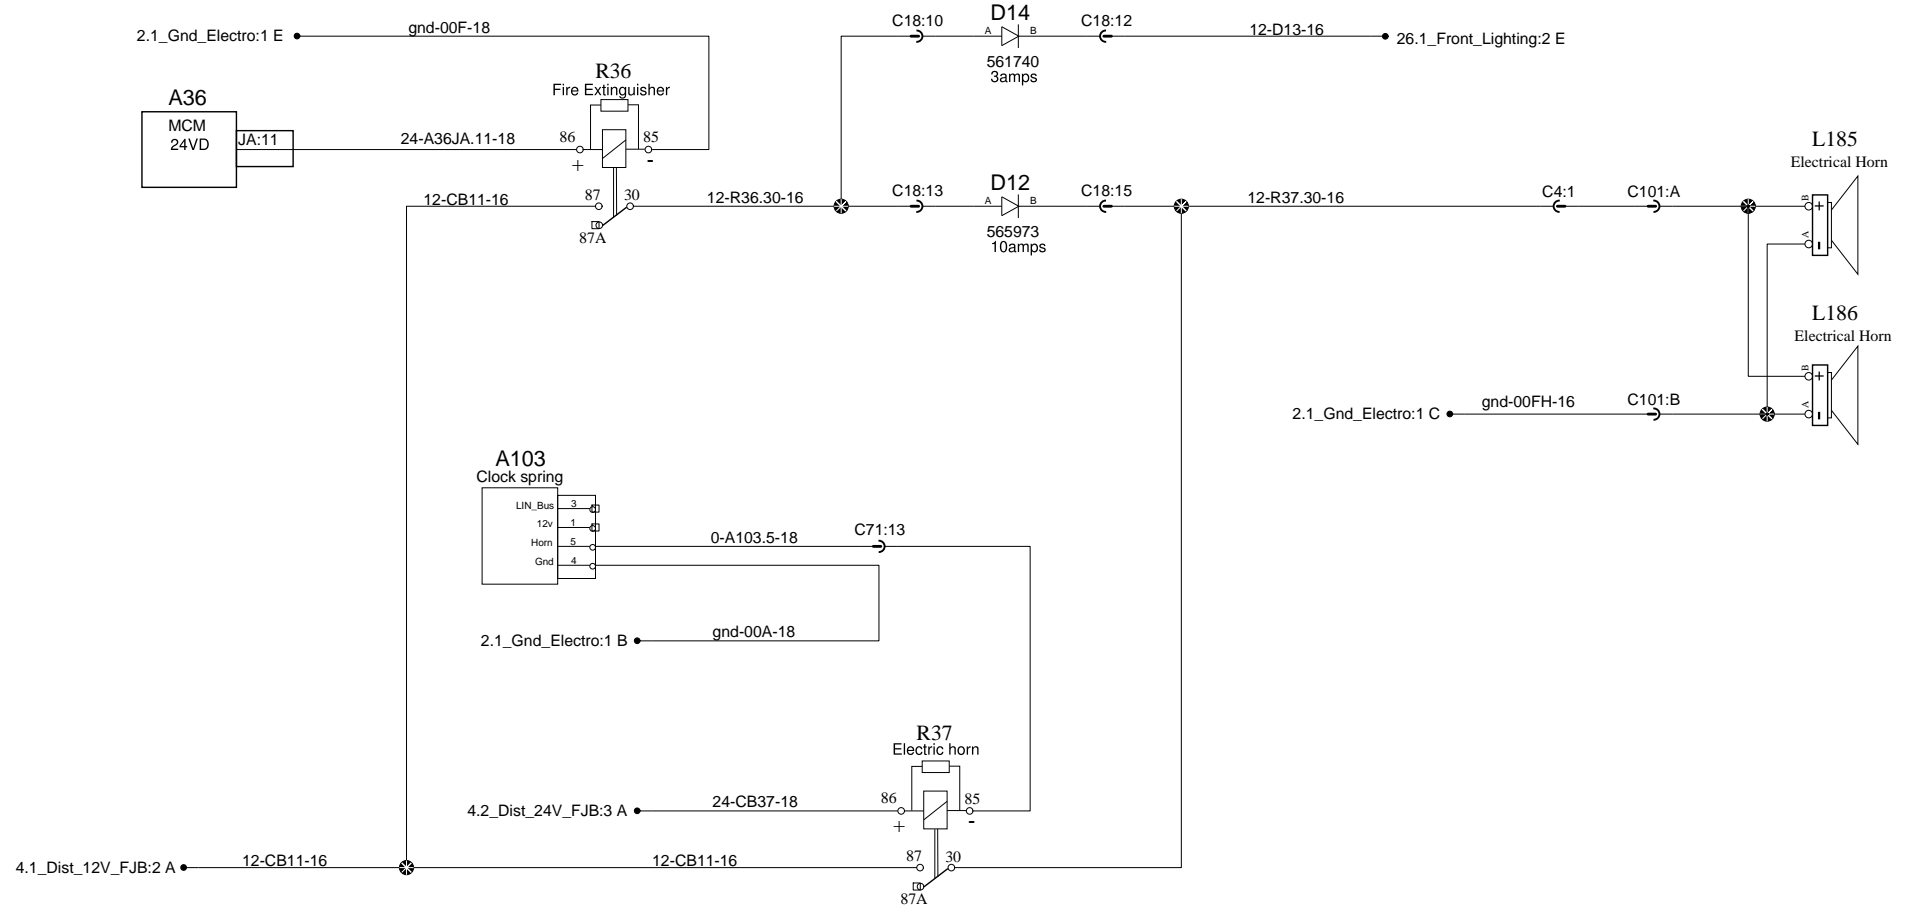 2.1_Gnd_Electro:1 E
gnd-00F-18
C18:10
D14
A
B
561740
3amps
C18:12
12-D13-16
26.1_Front_Lighting:2 E
A36
MCM
24VD
JA:11
24-A36JA.11-18
R36
Fire Extinguisher
86
85
+
-
12-CB11-16
87
30
87A
12-R36.30-16
C18:13
D12
A
B
565973
10amps
C18:15
12-R37.30-16
C4:1
C101:A
L185
Electrical Horn
B
+
A
-
L186
Electrical Horn
B
+
A
-
2.1_Gnd_Electro:1 C
gnd-00FH-16
C101:B
A103
Clock spring
LIN_Bus 3
12v 1
Horn 5
Gnd 4
0-A103.5-18
C71:13
2.1_Gnd_Electro:1 B
gnd-00A-18
R37
Electric horn
4.2_Dist_24V_FJB:3 A
24-CB37-18
86
85
+
-
4.1_Dist_12V_FJB:2 A
12-CB11-16
12-CB11-16
87
30
87A